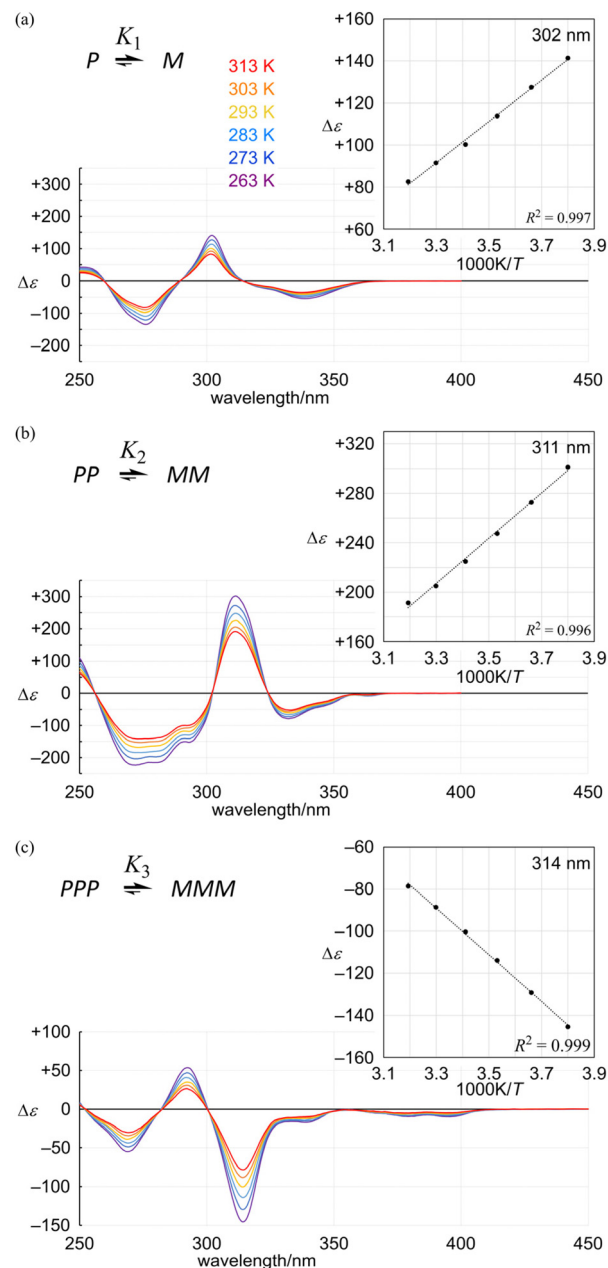 (a)
K1
P ⇌ M
313 K
303 K
293 K
283 K
273 K
263 K
302 nm
+160
+140
+120
Δε
+100
+80
+60
R² = 0.997
3.1 3.3 3.5 3.7 3.9
1000K/T
+300
+200
+100
Δε 0
−100
−200
250 300 350 400 450
wavelength/nm
(b)
K2
PP ⇌ MM
311 nm
+320
+280
Δε
+240
+200
+160
R² = 0.996
3.1 3.3 3.5 3.7 3.9
1000K/T
+300
+200
+100
Δε 0
−100
−200
250 300 350 400 450
wavelength/nm
(c)
K3
PPP ⇌ MMM
314 nm
−60
−80
−100
Δε
−120
−140
−160
R² = 0.999
3.1 3.3 3.5 3.7 3.9
1000K/T
+100
+50
Δε 0
−50
−100
−150
250 300 350 400 450
wavelength/nm